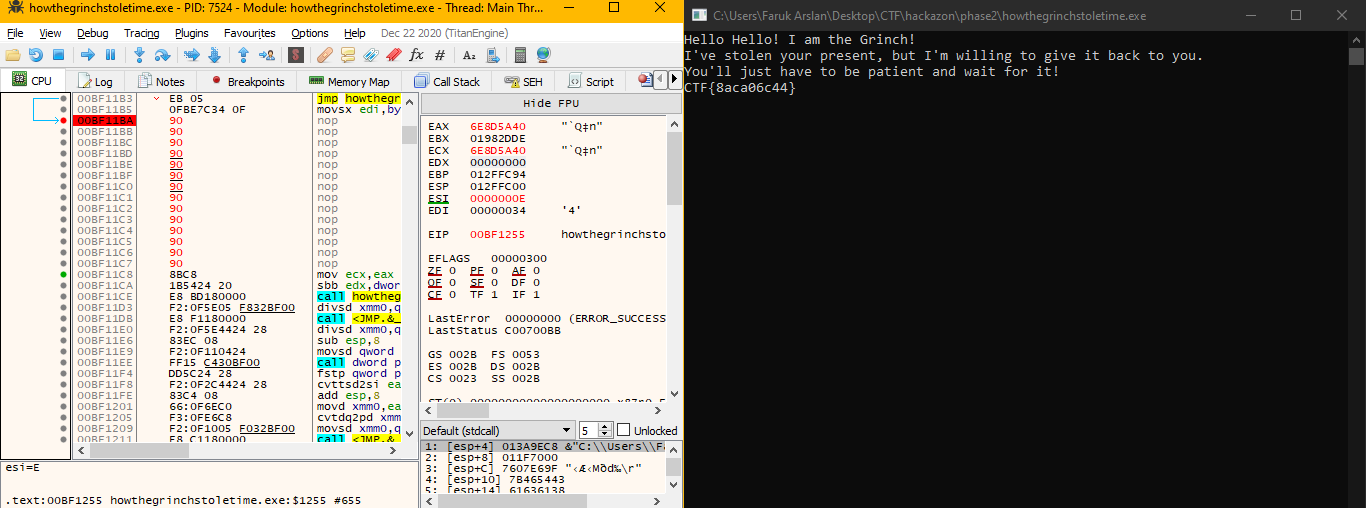 howthegrinchstoletime.exe - PID: 7524 - Module: howthegrinchstoletime.exe - Thread: Main Thr...
File View Debug Tracing Plugins Favourites Options Help Dec 22 2020 (TitanEngine)
CPU Log Notes Breakpoints Memory Map Call Stack SEH Script
00BF11B3 EB 05 jmp howthegr
00BF11B5 0FBE7C34 0F movsx edi,by
00BF11BA 90 nop
00BF11BB 90 nop
00BF11BC 90 nop
00BF11BD 90 nop
00BF11BE 90 nop
00BF11BF 90 nop
00BF11C0 90 nop
00BF11C1 90 nop
00BF11C2 90 nop
00BF11C3 90 nop
00BF11C4 90 nop
00BF11C5 90 nop
00BF11C6 90 nop
00BF11C7 90 nop
00BF11C8 8BC8 mov ecx,eax
00BF11CA 1B5424 20 sbb edx,dwor
00BF11CE E8 BD180000 call howtheg
00BF11D3 F2:0F5E05 F832BF00 divsd xmm0,q
00BF11DB E8 F1180000 call <JMP.&_
00BF11E0 F2:0F5E4424 28 divsd xmm0,q
00BF11E6 83EC 08 sub esp,8
00BF11E9 F2:0F110424 movsd qword
00BF11EE FF15 C430BF00 call dword p
00BF11F4 DD5C24 28 fstp qword p
00BF11F8 F2:0F2C4424 28 cvttsd2si ea
00BF11FE 83C4 08 add esp,8
00BF1201 66:0F6EC0 movd xmm0,ea
00BF1205 F3:0FE6C8 cvtdq2pd xmm
00BF1209 F2:0F1005 F032BF00 movsd xmm0,q
00BF1211 E8 C1180000 call <JMP.&_
esi=E
.text:00BF1255 howthegrinchstoletime.exe:$1255 #655
Hide FPU
EAX 6E8D5A40 "`Q‡n"
EBX 01982DDE
ECX 6E8D5A40 "`Q‡n"
EDX 00000000
EBP 012FFC94
ESP 012FFC00
ESI 0000000E
EDI 00000034 '4'
EIP 00BF1255 howthegrinchsto
EFLAGS 00000300
ZF 0 PF 0 AF 0
OF 0 SF 0 DF 0
CF 0 TF 1 IF 1
LastError 00000000 (ERROR_SUCCESS
LastStatus C00700BB
GS 002B FS 0053
ES 002B DS 002B
CS 0023 SS 002B
Default (stdcall) 5 Unlocked
1: [esp+4] 013A9EC8 &"C:\\Users\\Fa
2: [esp+8] 011F7000
3: [esp+C] 7607E69F "‹Æ‹Mðd‰\r"
4: [esp+10] 7B465443
5: [esp+14] 61636138
C:\Users\Faruk Arslan\Desktop\CTF\hackazon\phase2\howthegrinchstoletime.exe
Hello Hello! I am the Grinch!
I've stolen your present, but I'm willing to give it back to you.
You'll just have to be patient and wait for it!
CTF{8aca06c44}